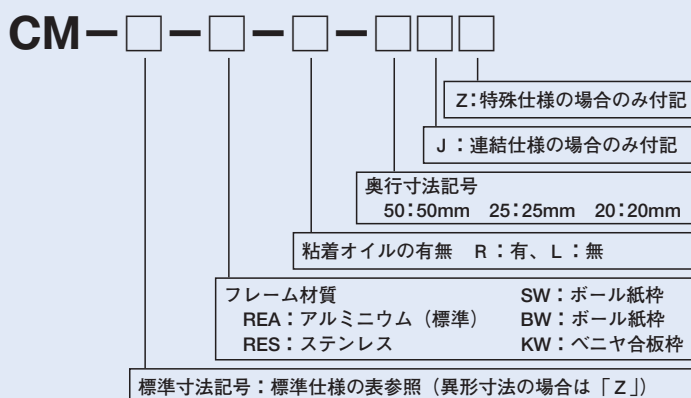 CM－□－□－□－□□□
Z：特殊仕様の場合のみ付記
J：連結仕様の場合のみ付記
奥行寸法記号
50：50mm　25：25mm　20：20mm
粘着オイルの有無　R：有、L：無
フレーム材質　SW：ボール紙枠
REA：アルミニウム（標準）　BW：ボール紙枠
RES：ステンレス　KW：ベニヤ合板枠
標準寸法記号：標準仕様の表参照（異形寸法の場合は「Z」）